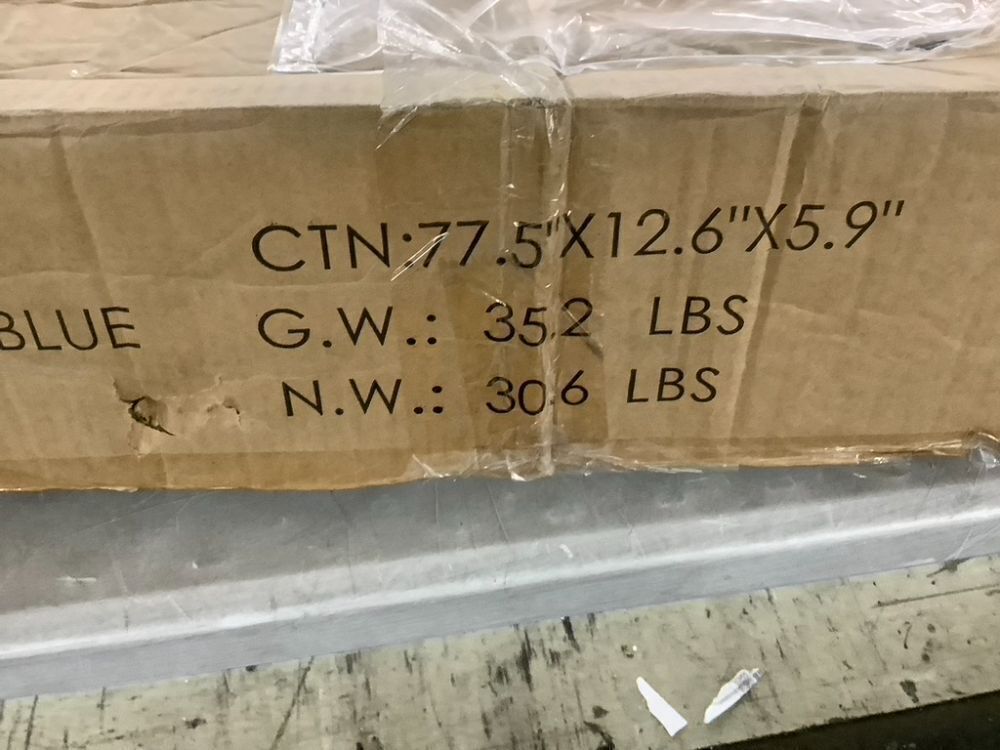 CTN:77.5"X12.6"X5.9"
BLUE G.W.: 35.2 LBS
N.W.: 30.6 LBS